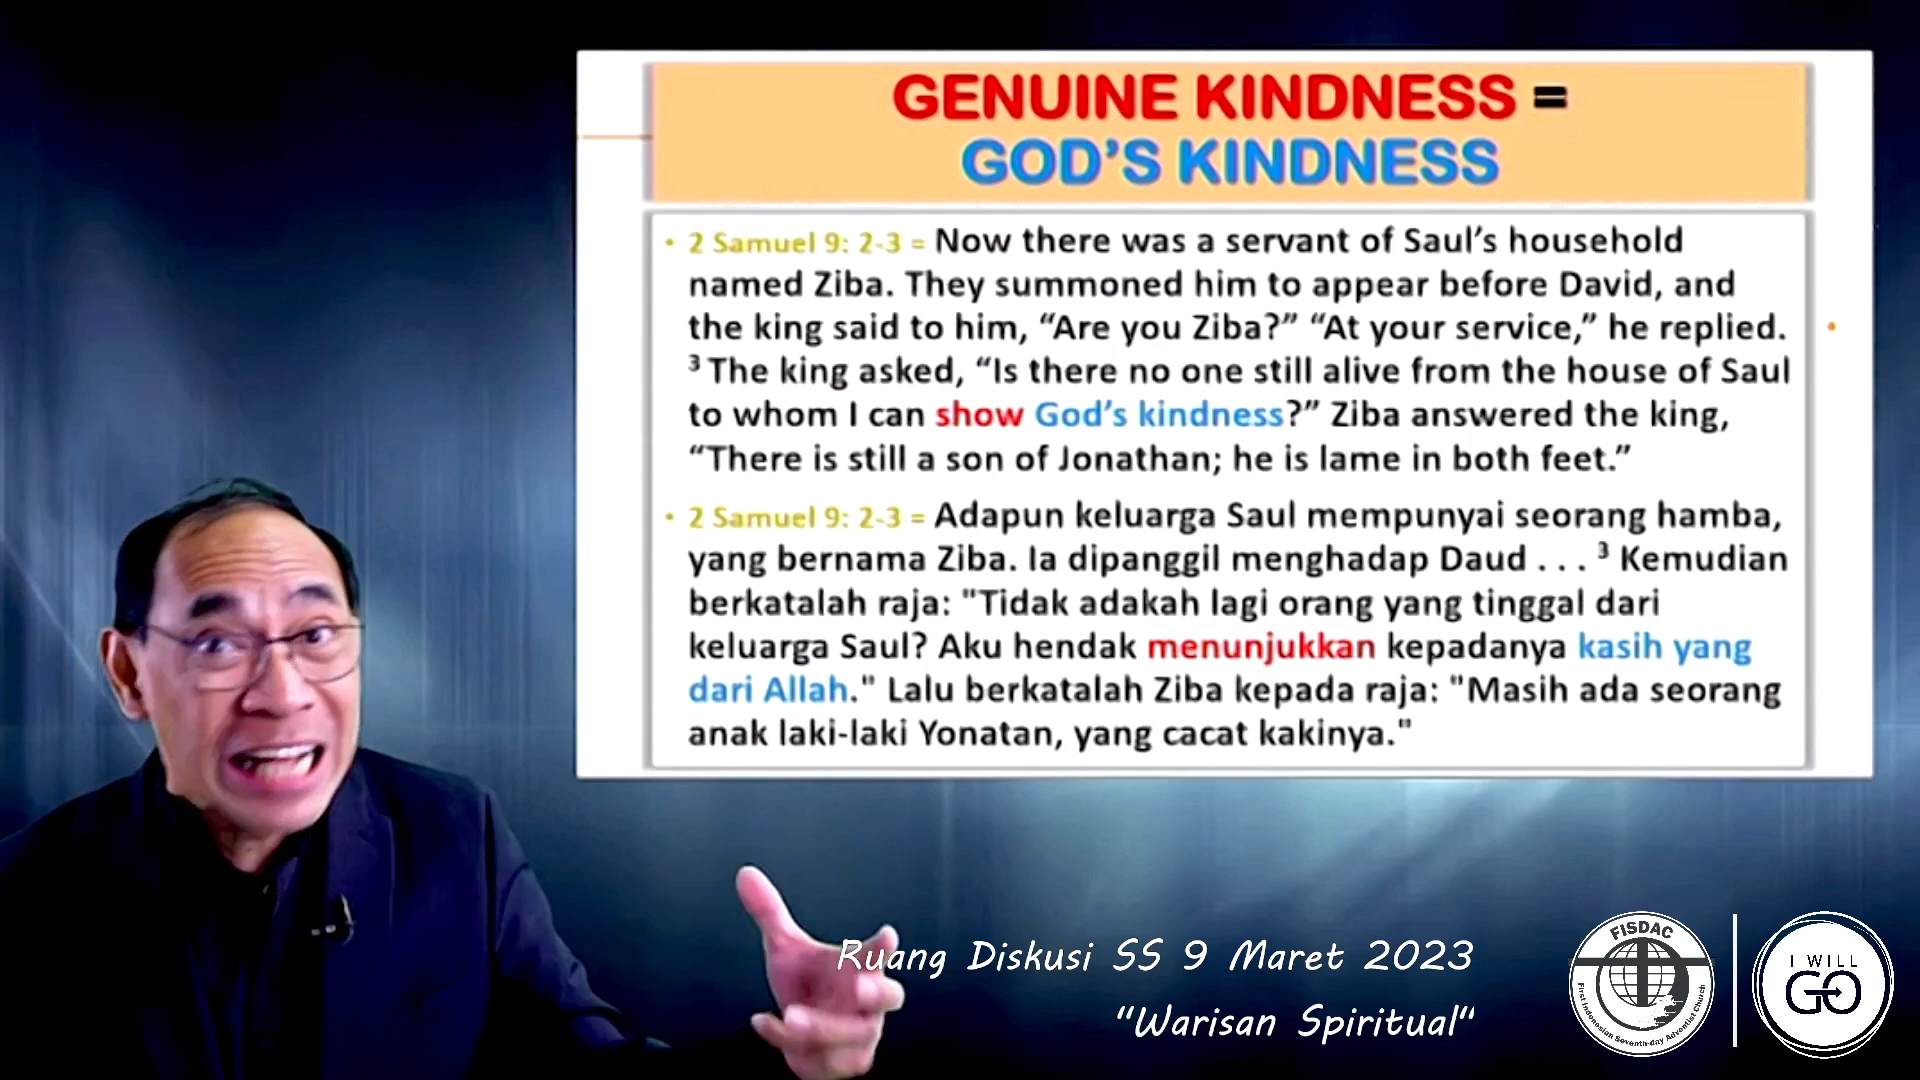 GENUINE KINDNESS =
GOD’S KINDNESS
• 2 Samuel 9: 2-3 = Now there was a servant of Saul’s household
named Ziba. They summoned him to appear before David, and
the king said to him, “Are you Ziba?” “At your service,” he replied.
³ The king asked, “Is there no one still alive from the house of Saul
to whom I can show God’s kindness?” Ziba answered the king,
“There is still a son of Jonathan; he is lame in both feet.”
• 2 Samuel 9: 2-3 = Adapun keluarga Saul mempunyai seorang hamba,
yang bernama Ziba. Ia dipanggil menghadap Daud . . . ³ Kemudian
berkatalah raja: "Tidak adakah lagi orang yang tinggal dari
keluarga Saul? Aku hendak menunjukkan kepadanya kasih yang
dari Allah." Lalu berkatalah Ziba kepada raja: "Masih ada seorang
anak laki-laki Yonatan, yang cacat kakinya."
Ruang Diskusi SS 9 Maret 2023
"Warisan Spiritual"
FISDAC
First Indonesian Seventh-day Adventist Church
I WILL
GO